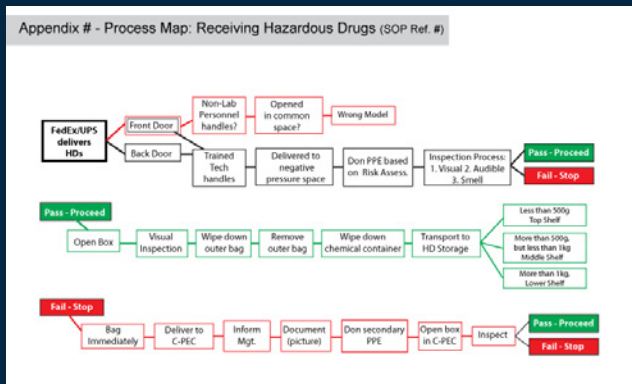 Appendix # - Process Map: Receiving Hazardous Drugs (SOP Ref. #)
FedEx/UPS
delivers
HDs
Front Door
Non-Lab
Personnel
handles?
Opened
in common
space?
Wrong Model
Back Door
Trained
Tech
handles
Delivered to
negative
pressure space
Don PPE based
on Risk Assess.
Inspection Process:
1. Visual 2. Audible
3. Smell
Pass - Proceed
Fail - Stop
Pass - Proceed
Open Box
Visual
Inspection
Wipe down
outer bag
Remove
outer bag
Wipe down
chemical container
Transport to
HD Storage
Less than 500g
Top Shelf
More than 500g,
but less than 1kg
Middle Shelf
More than 1kg,
Lower Shelf
Fail - Stop
Bag
Immediately
Deliver to
C-PEC
Inform
Mgt.
Document
(picture)
Don secondary
PPE
Open box
in C-PEC
Inspect
Pass - Proceed
Fail - Stop